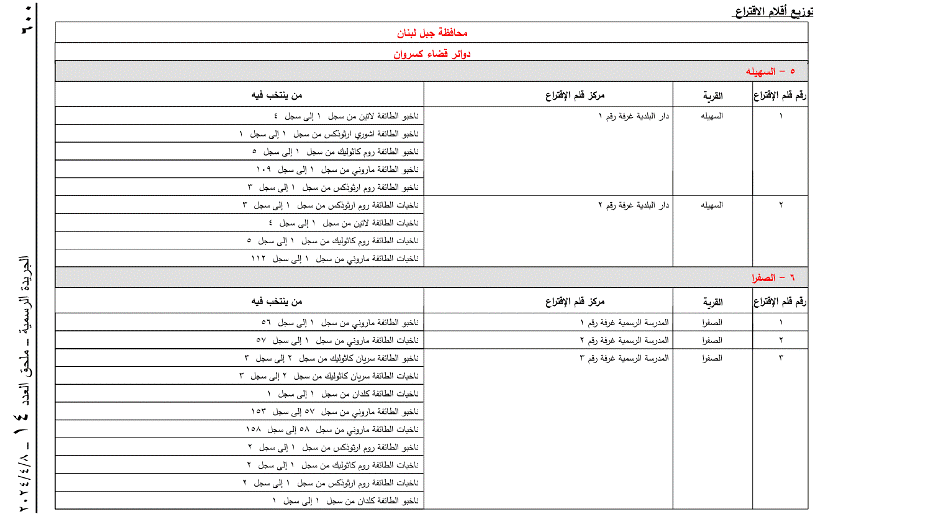 توزيع أقلام الاقتراع
محافظة جبل لبنان
دوائر قضاء كسروان
٥ - السهيله
رقم قلم الإقتراع القرية مركز قلم الإقتراع من ينتخب فيه
١ السهيله دار البلدية غرفة رقم ١ ناخبو الطائفة لاتين من سجل ١ إلى سجل ٤
ناخبو الطائفة اشوري ارثوذكس من سجل ١ إلى سجل ١
ناخبو الطائفة روم كاثوليك من سجل ١ إلى سجل ٥
ناخبو الطائفة ماروني من سجل ١ إلى سجل ١٠٩
ناخبو الطائفة روم ارثوذكس من سجل ١ إلى سجل ٣
٢ السهيله دار البلدية غرفة رقم ٢ ناخبات الطائفة روم ارثوذكس من سجل ١ إلى سجل ٣
ناخبات الطائفة لاتين من سجل ١ إلى سجل ٤
ناخبات الطائفة روم كاثوليك من سجل ١ إلى سجل ٥
ناخبات الطائفة ماروني من سجل ١ إلى سجل ١١٢
٦ - الصفرا
رقم قلم الإقتراع القرية مركز قلم الإقتراع من ينتخب فيه
١ الصفرا المدرسة الرسمية غرفة رقم ١ ناخبو الطائفة ماروني من سجل ١ إلى سجل ٥٦
٢ الصفرا المدرسة الرسمية غرفة رقم ٢ ناخبات الطائفة ماروني من سجل ١ إلى سجل ٥٧
٣ الصفرا المدرسة الرسمية غرفة رقم ٣ ناخبو الطائفة سريان كاثوليك من سجل ٢ إلى سجل ٣
ناخبات الطائفة سريان كاثوليك من سجل ٢ إلى سجل ٣
ناخبات الطائفة كلدان من سجل ١ إلى سجل ١
ناخبو الطائفة ماروني من سجل ٥٧ إلى سجل ١٥٣
ناخبات الطائفة ماروني من سجل ٥٨ إلى سجل ١٥٨
ناخبو الطائفة روم ارثوذكس من سجل ١ إلى سجل ٢
ناخبات الطائفة روم كاثوليك من سجل ١ إلى سجل ٢
ناخبات الطائفة روم ارثوذكس من سجل ١ إلى سجل ٢
ناخبو الطائفة كلدان من سجل ١ إلى سجل ١
٦٠٠
الجريدة الرسمية – ملحق العدد ١٤ – ٢٠٢٤/٤/٨